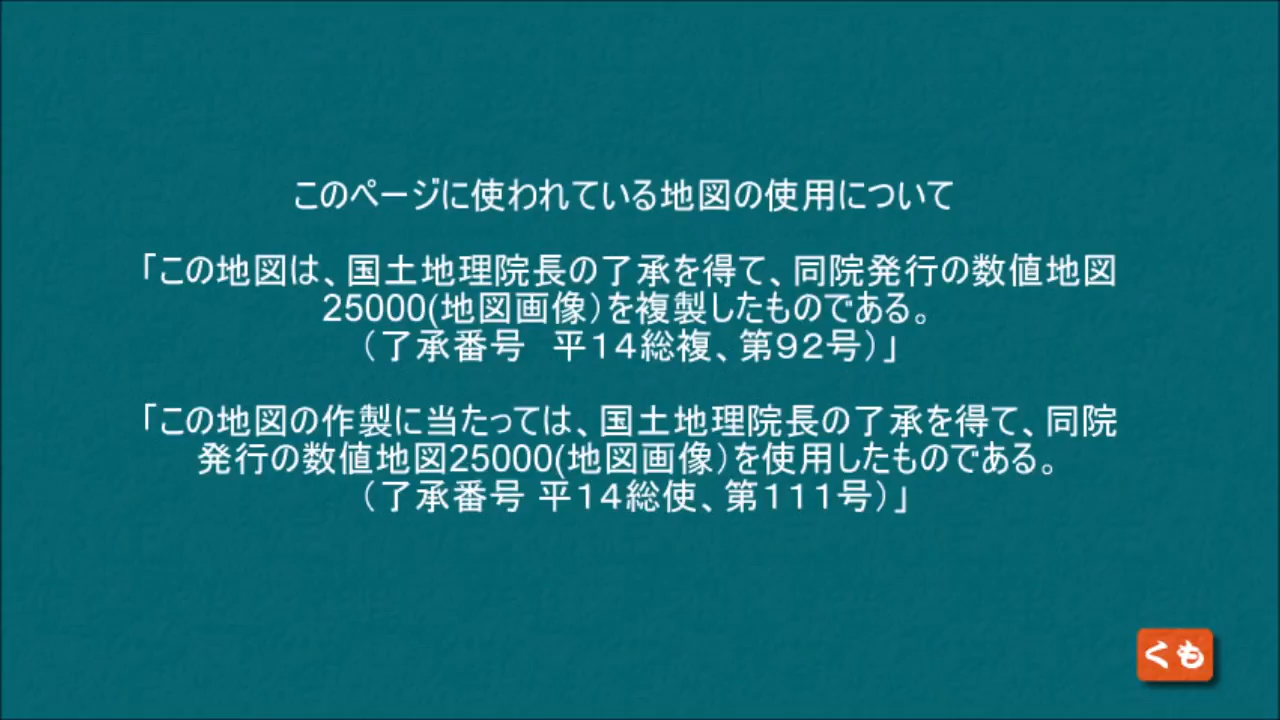 このページに使われている地図の使用について
「この地図は、国土地理院長の了承を得て、同院発行の数値地図
25000(地図画像）を複製したものである。
（了承番号　平１４総複、第９２号）」
「この地図の作製に当たっては、国土地理院長の了承を得て、同院
発行の数値地図25000(地図画像）を使用したものである。
（了承番号 平１４総使、第１１１号）」
くも